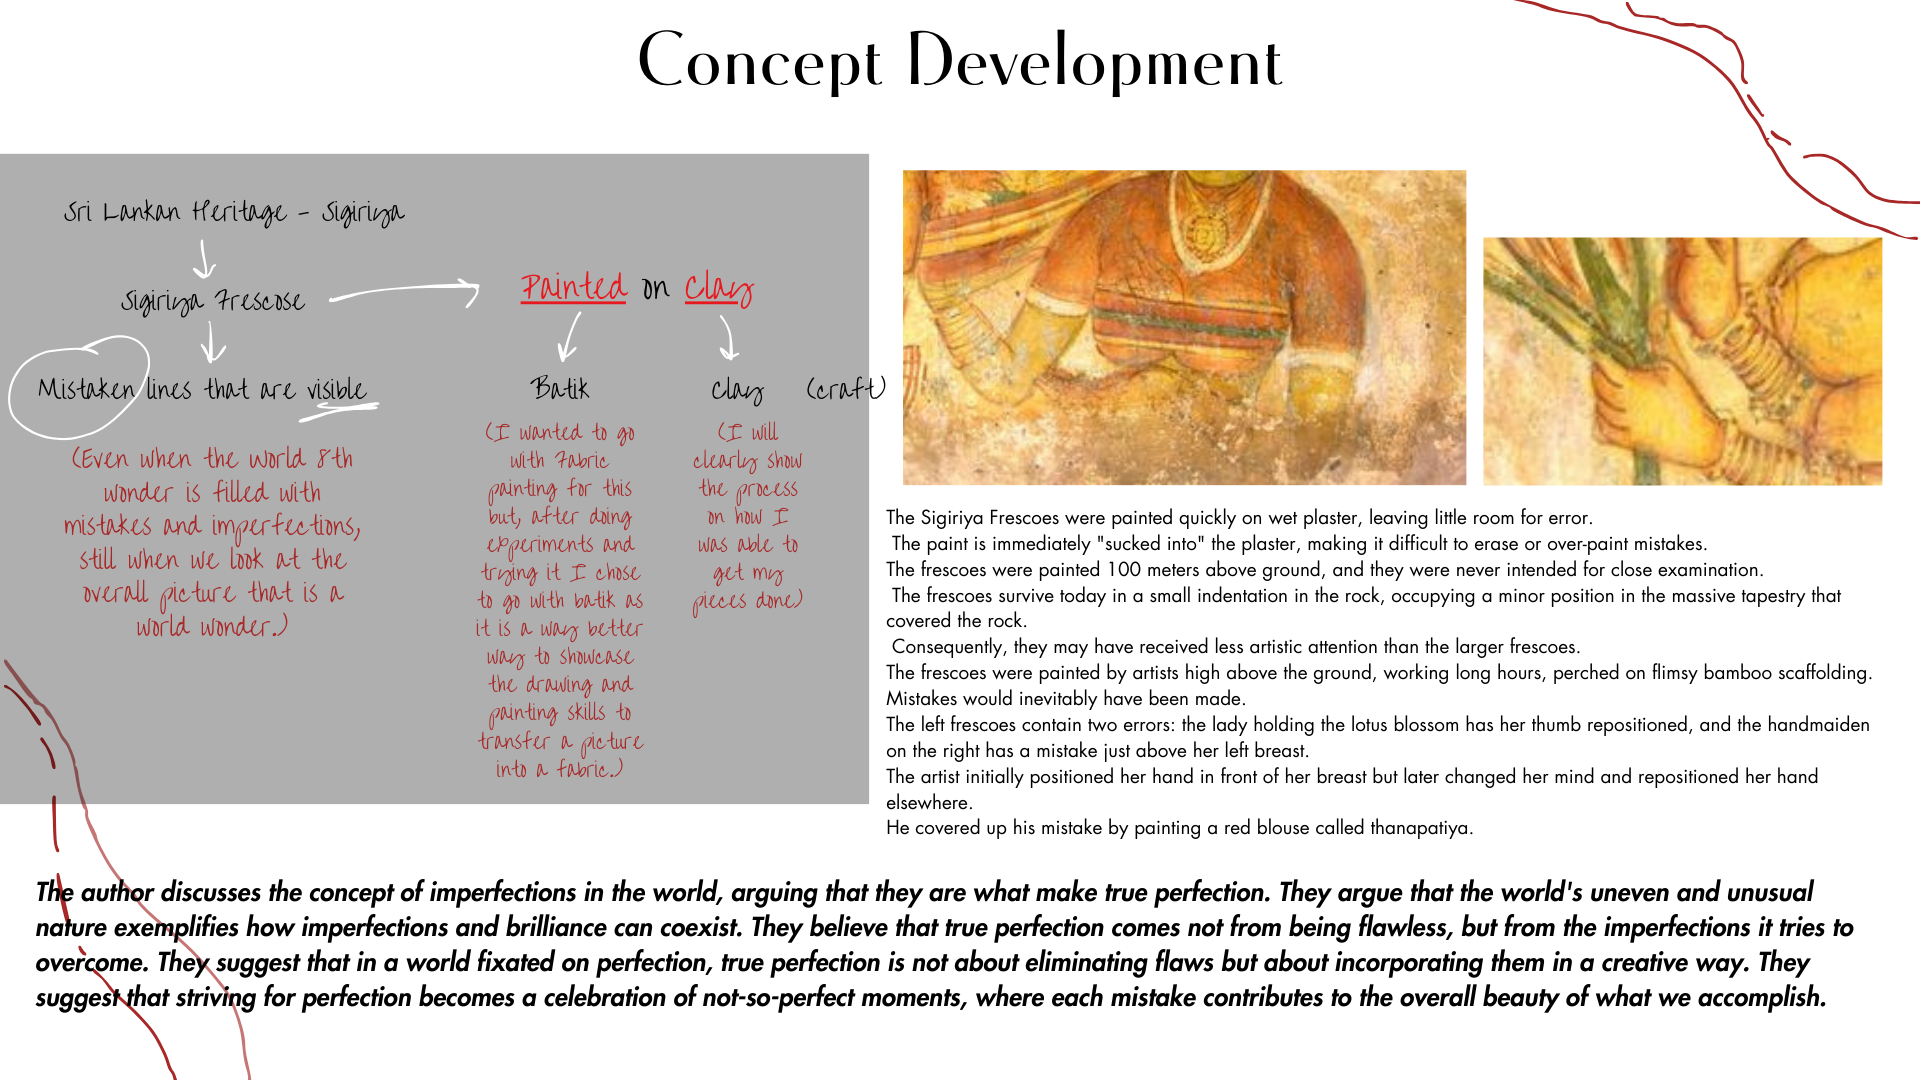 Concept Development
Sri Lankan Heritage - Sigiriya
Sigiriya Frescose
Mistaken lines that are visible
(Even when the world 8th
wonder is filled with
mistakes and imperfections,
still when we look at the
overall picture that is a
world wonder.)
Painted on Clay
Batik
(I wanted to go
with Fabric
painting for this
but, after doing
experiments and
trying it I chose
to go with batik as
it is a way better
way to showcase
the drawing and
painting skills to
transfer a picture
into a fabric.)
Clay (craft)
(I will
clearly show
the process
on how I
was able to
get my
pieces done)
The Sigiriya Frescoes were painted quickly on wet plaster, leaving little room for error.
The paint is immediately "sucked into" the plaster, making it difficult to erase or over-paint mistakes.
The frescoes were painted 100 meters above ground, and they were never intended for close examination.
The frescoes survive today in a small indentation in the rock, occupying a minor position in the massive tapestry that
covered the rock.
Consequently, they may have received less artistic attention than the larger frescoes.
The frescoes were painted by artists high above the ground, working long hours, perched on flimsy bamboo scaffolding.
Mistakes would inevitably have been made.
The left frescoes contain two errors: the lady holding the lotus blossom has her thumb repositioned, and the handmaiden
on the right has a mistake just above her left breast.
The artist initially positioned her hand in front of her breast but later changed her mind and repositioned her hand
elsewhere.
He covered up his mistake by painting a red blouse called thanapatiya.
The author discusses the concept of imperfections in the world, arguing that they are what make true perfection. They argue that the world's uneven and unusual
nature exemplifies how imperfections and brilliance can coexist. They believe that true perfection comes not from being flawless, but from the imperfections it tries to
overcome. They suggest that in a world fixated on perfection, true perfection is not about eliminating flaws but about incorporating them in a creative way. They
suggest that striving for perfection becomes a celebration of not-so-perfect moments, where each mistake contributes to the overall beauty of what we accomplish.